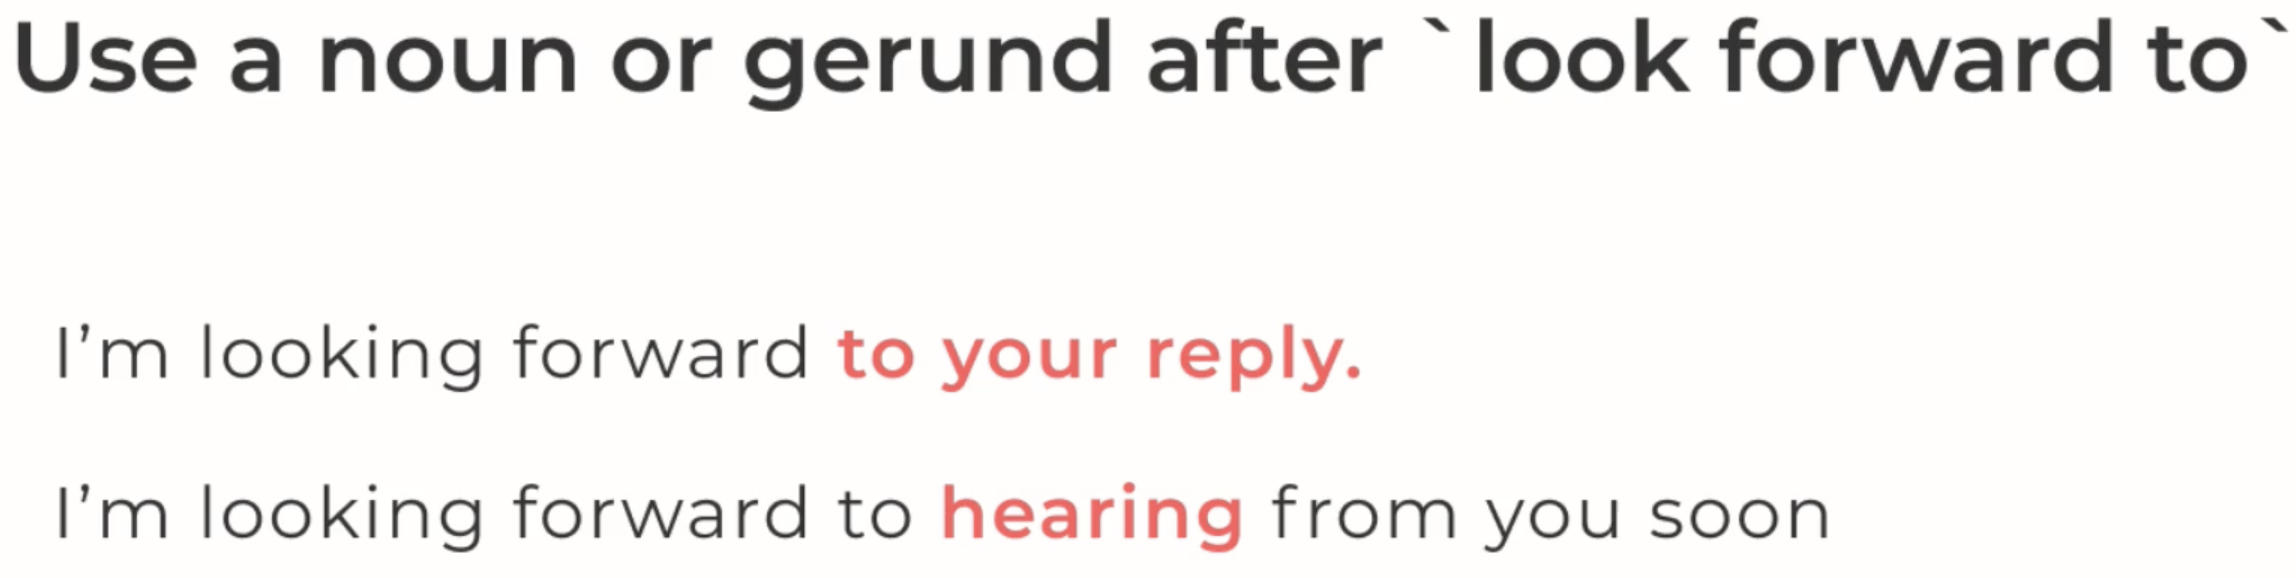 Use a noun or gerund after `look forward to`
I’m looking forward to your reply.
I’m looking forward to hearing from you soon